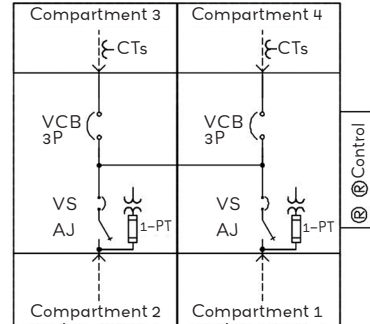 Compartment 3
Compartment 4
CTs
CTs
VCB
3P
VCB
3P
VS
AJ
1-PT
VS
AJ
1-PT
® ®Control
Compartment 2
Compartment 1